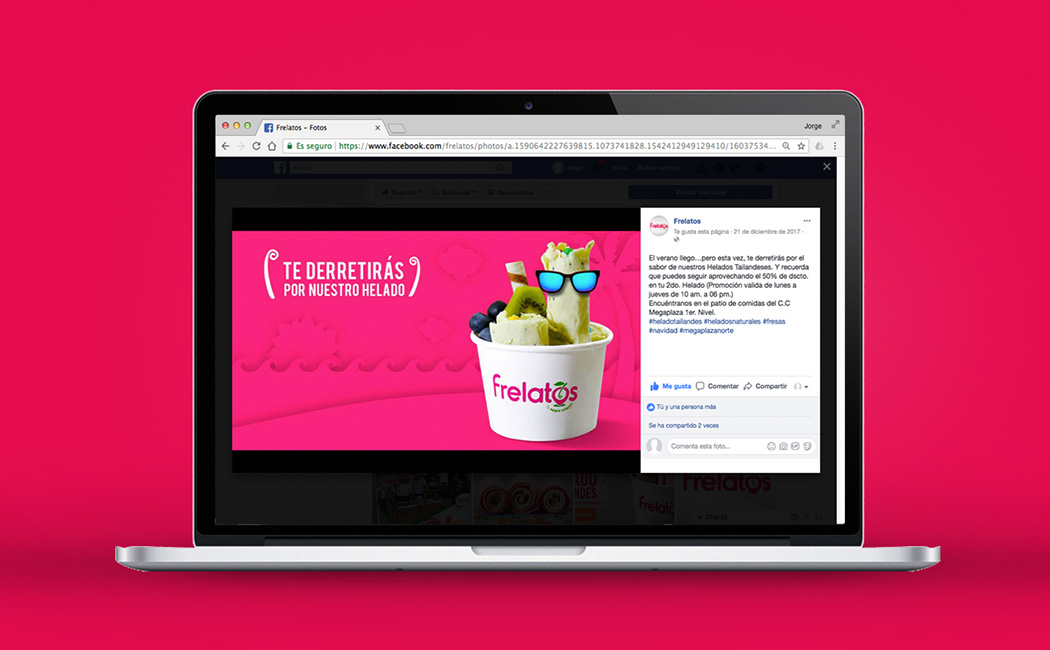 Frelatos - Fotos
Jorge
Es seguro
https://www.facebook.com/frelatos/photos/a.1590642227639815.1073741828.1542412949129410/16037534...
TE DERRETIRÁS
POR NUESTRO HELADO
frelatos
Frelatos
Frelatos
Te gusta esta página · 21 de diciembre de 2017 ·
El verano llego...pero esta vez, te derretirás por el
sabor de nuestros Helados Tailandeses. Y recuerda
que puedes seguir aprovechando el 50% de dscto.
en tu 2do. Helado (Promoción valida de lunes a
jueves de 10 am. a 06 pm.)
Encuéntranos en el patio de comidas del C.C
Megaplaza 1er. Nivel.
#heladotailandes #heladosnaturales #fresas
#navidad #megaplazanorte
Me gusta Comentar Compartir
Tú y una persona más
Se ha compartido 2 veces
Comenta esta foto...
frelatos